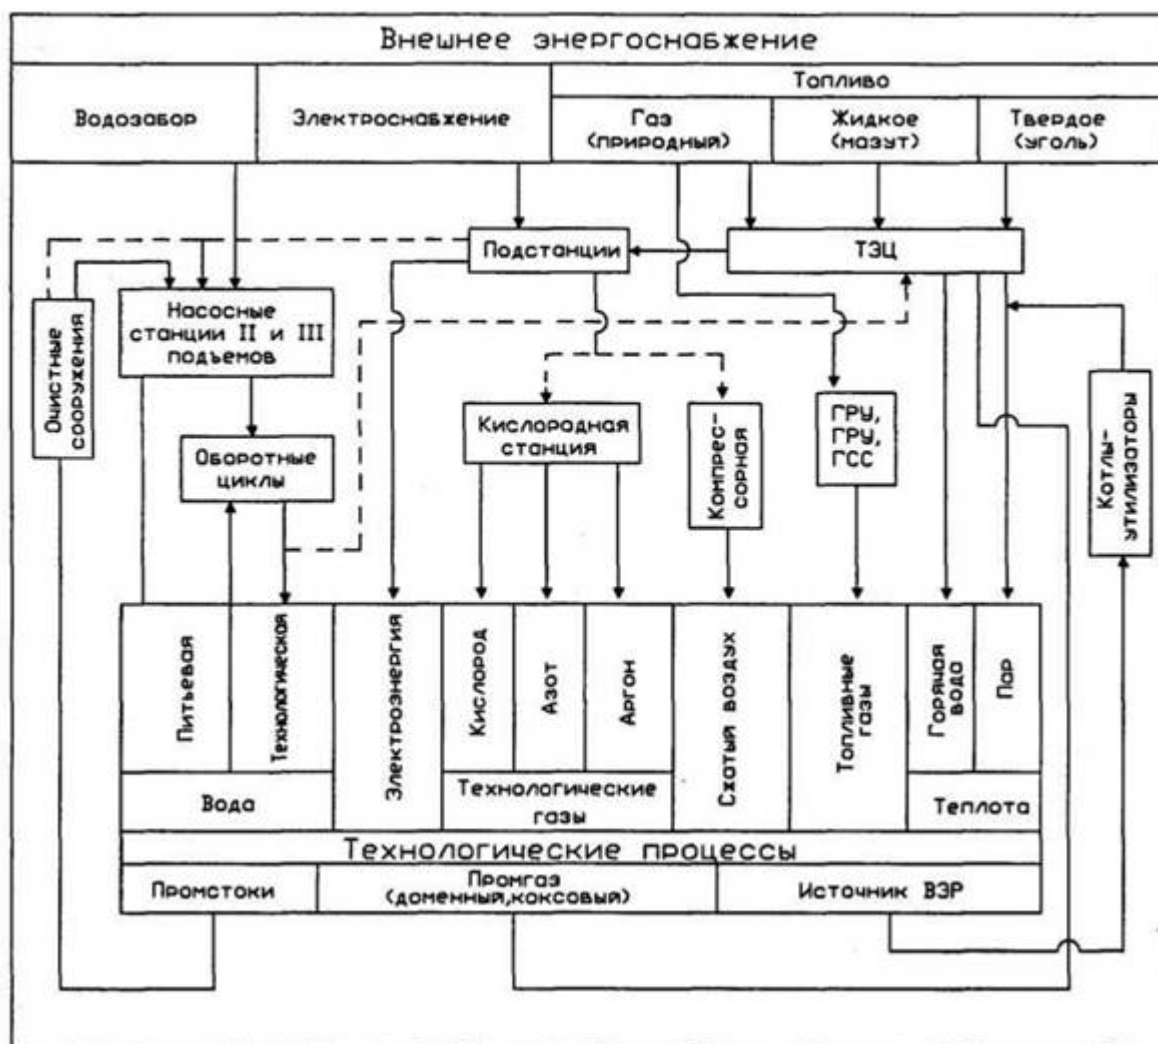 Внешнее энергоснабжение
Водозабор
Электроснабжение
Топливо
Газ
(природный)
Жидкое
(мазут)
Твердое
(уголь)
Подстанции
ТЭЦ
Очистные
сооружения
Насосные
станции II и III
подъемов
Оборотные
циклы
Кислородная
станция
Компрес-
сорная
ГРУ,
ГРУ,
ГСС
Котлы-
утилизаторы
Питьевая
Технологическая
Электроэнергия
Кислород
Азот
Аргон
Сжатый воздух
Топливные
газы
Горячая
вода
Пар
Вода
Технологические
газы
Теплота
Технологические процессы
Промстоки
Промгаз
(доменный,коксовый)
Источник ВЭР